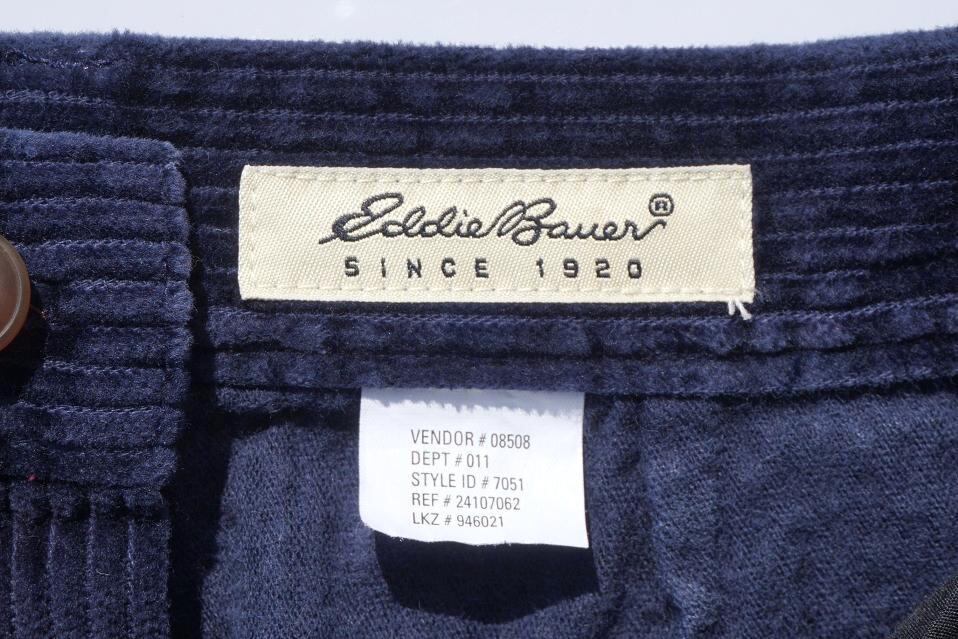 Eddie Bauer®
SINCE 1920
VENDOR # 08508
DEPT # 011
STYLE ID # 7051
REF # 24107062
LKZ # 946021